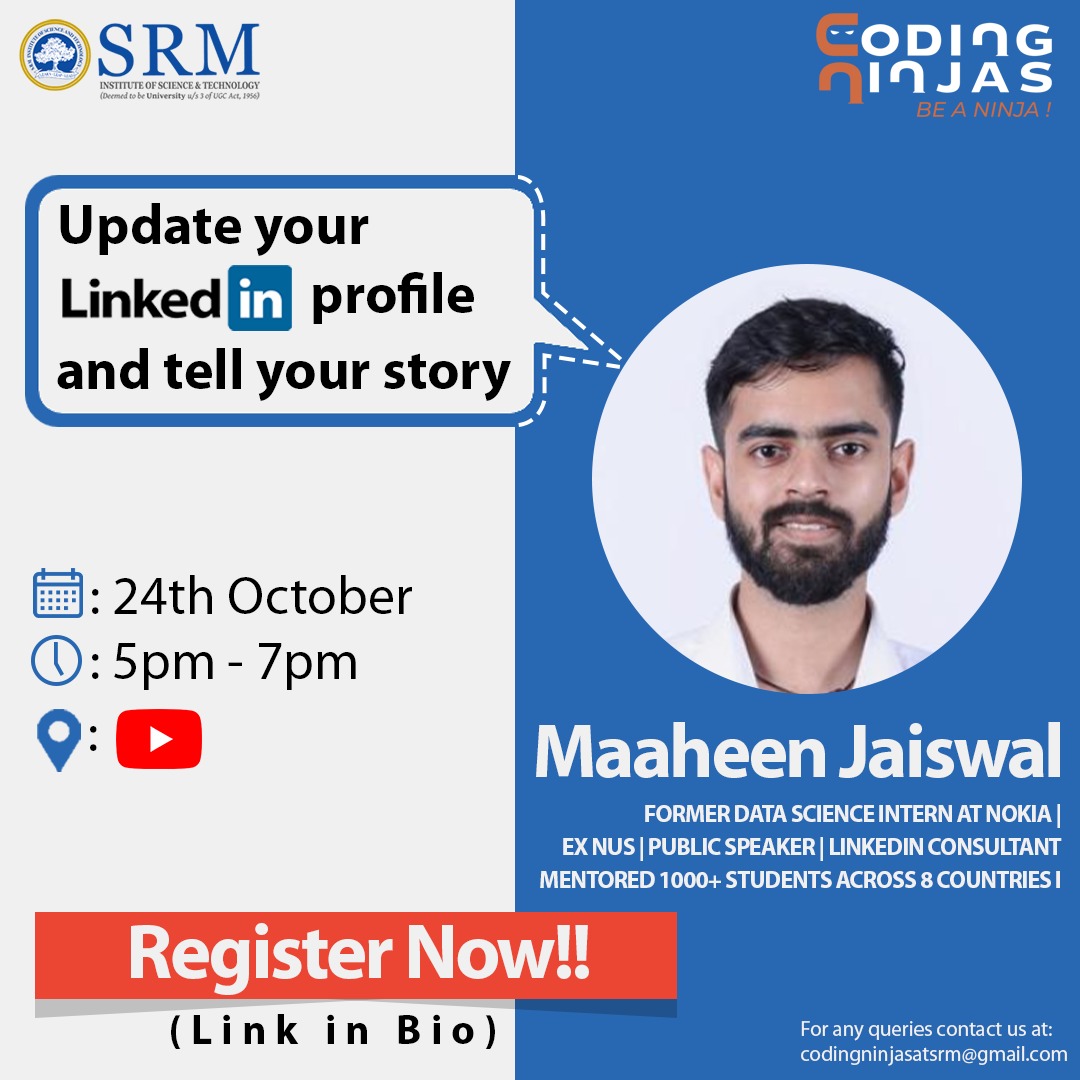 SRM
INSTITUTE OF SCIENCE & TECHNOLOGY
(Deemed to be University u/s 3 of UGC Act, 1956)
CODING
NINJAS
BE A NINJA !
Update your
Linked in profile
and tell your story
: 24th October
: 5pm - 7pm
:
Maaheen Jaiswal
FORMER DATA SCIENCE INTERN AT NOKIA |
EX NUS | PUBLIC SPEAKER | LINKEDIN CONSULTANT
MENTORED 1000+ STUDENTS ACROSS 8 COUNTRIES I
Register Now!!
(Link in Bio)
For any queries contact us at:
codingninjasatsrm@gmail.com